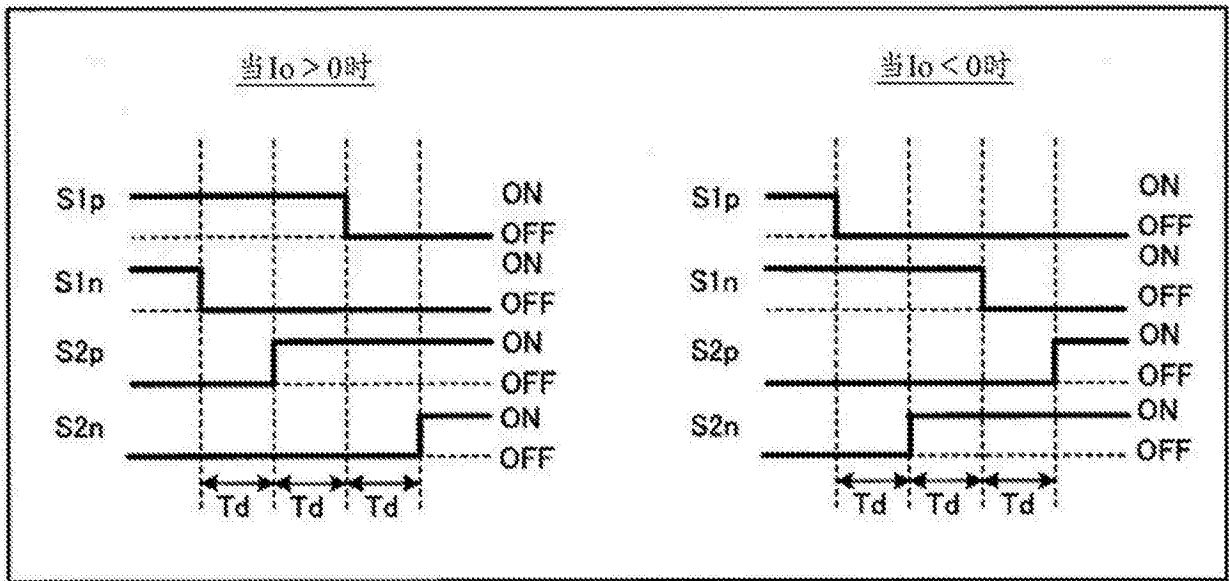 当Io > 0时
S1p ON
OFF
S1n ON
OFF
S2p ON
OFF
S2n ON
OFF
Td Td Td
当Io < 0时
S1p ON
OFF
S1n ON
OFF
S2p ON
OFF
S2n ON
OFF
Td Td Td